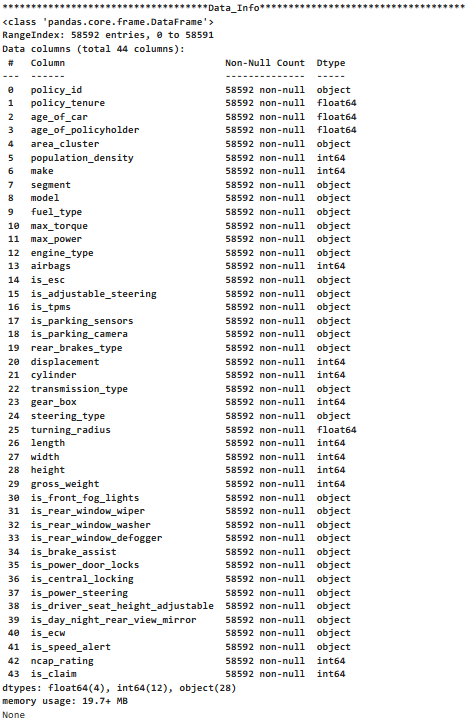 ************************************Data_Info************************************
<class 'pandas.core.frame.DataFrame'>
RangeIndex: 58592 entries, 0 to 58591
Data columns (total 44 columns):
 #   Column                            Non-Null Count  Dtype
---  ------                            --------------  -----
 0   policy_id                         58592 non-null  object
 1   policy_tenure                     58592 non-null  float64
 2   age_of_car                        58592 non-null  float64
 3   age_of_policyholder               58592 non-null  float64
 4   area_cluster                      58592 non-null  object
 5   population_density                58592 non-null  int64
 6   make                              58592 non-null  int64
 7   segment                           58592 non-null  object
 8   model                             58592 non-null  object
 9   fuel_type                         58592 non-null  object
 10  max_torque                        58592 non-null  object
 11  max_power                         58592 non-null  object
 12  engine_type                       58592 non-null  object
 13  airbags                           58592 non-null  int64
 14  is_esc                            58592 non-null  object
 15  is_adjustable_steering            58592 non-null  object
 16  is_tpms                           58592 non-null  object
 17  is_parking_sensors                58592 non-null  object
 18  is_parking_camera                 58592 non-null  object
 19  rear_brakes_type                  58592 non-null  object
 20  displacement                      58592 non-null  int64
 21  cylinder                          58592 non-null  int64
 22  transmission_type                 58592 non-null  object
 23  gear_box                          58592 non-null  int64
 24  steering_type                     58592 non-null  object
 25  turning_radius                    58592 non-null  float64
 26  length                            58592 non-null  int64
 27  width                             58592 non-null  int64
 28  height                            58592 non-null  int64
 29  gross_weight                      58592 non-null  int64
 30  is_front_fog_lights               58592 non-null  object
 31  is_rear_window_wiper              58592 non-null  object
 32  is_rear_window_washer             58592 non-null  object
 33  is_rear_window_defogger           58592 non-null  object
 34  is_brake_assist                   58592 non-null  object
 35  is_power_door_locks               58592 non-null  object
 36  is_central_locking                58592 non-null  object
 37  is_power_steering                 58592 non-null  object
 38  is_driver_seat_height_adjustable  58592 non-null  object
 39  is_day_night_rear_view_mirror     58592 non-null  object
 40  is_ecw                            58592 non-null  object
 41  is_speed_alert                    58592 non-null  object
 42  ncap_rating                       58592 non-null  int64
 43  is_claim                          58592 non-null  int64
dtypes: float64(4), int64(12), object(28)
memory usage: 19.7+ MB
None